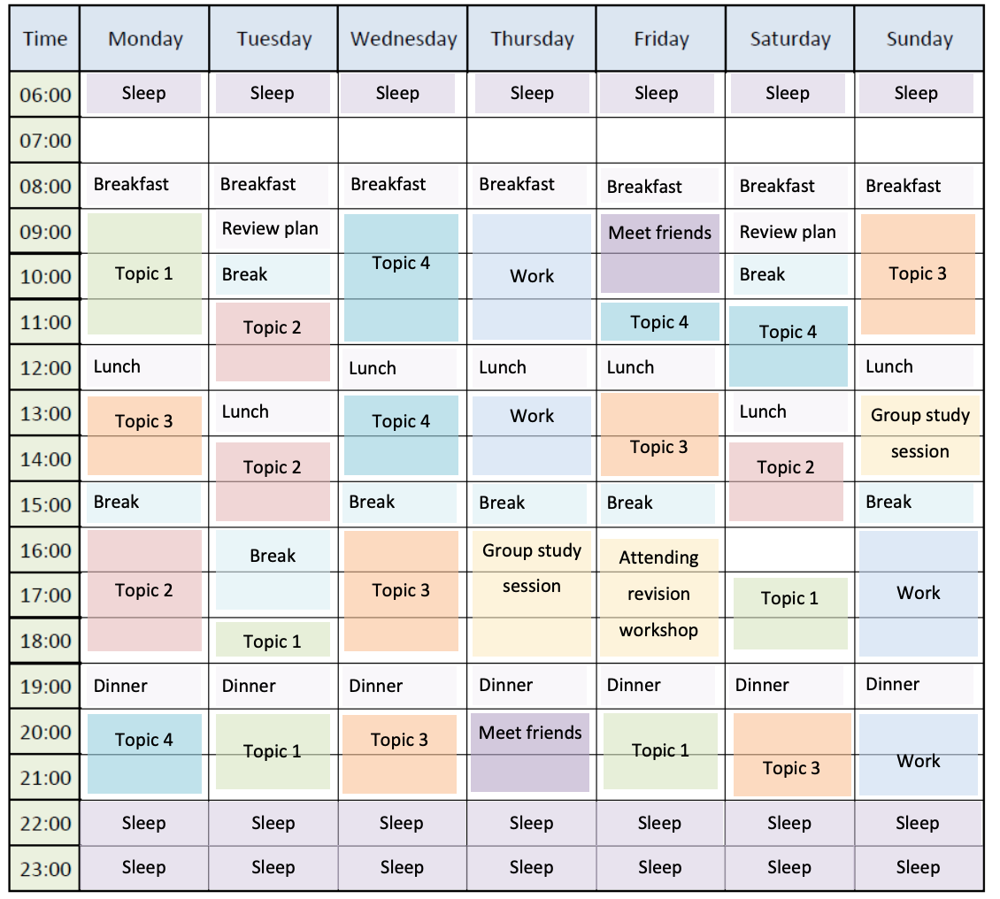 Time Monday Tuesday Wednesday Thursday Friday Saturday Sunday
06:00 Sleep Sleep Sleep Sleep Sleep Sleep Sleep
07:00
08:00 Breakfast Breakfast Breakfast Breakfast Breakfast Breakfast Breakfast
09:00 Review plan Meet friends Review plan
10:00 Topic 1 Break Topic 4 Work Break Topic 3
11:00 Topic 2 Topic 4 Topic 4
12:00 Lunch Lunch Lunch Lunch Lunch
13:00 Topic 3 Lunch Topic 4 Work Lunch Group study
14:00 Topic 2 Topic 3 Topic 2 session
15:00 Break Break Break Break Break
16:00 Break Group study Attending
17:00 Topic 2 Topic 3 session revision Topic 1 Work
18:00 Topic 1 workshop
19:00 Dinner Dinner Dinner Dinner Dinner Dinner Dinner
20:00 Topic 4 Topic 1 Topic 3 Meet friends Topic 1
21:00 Topic 3 Work
22:00 Sleep Sleep Sleep Sleep Sleep Sleep Sleep
23:00 Sleep Sleep Sleep Sleep Sleep Sleep Sleep